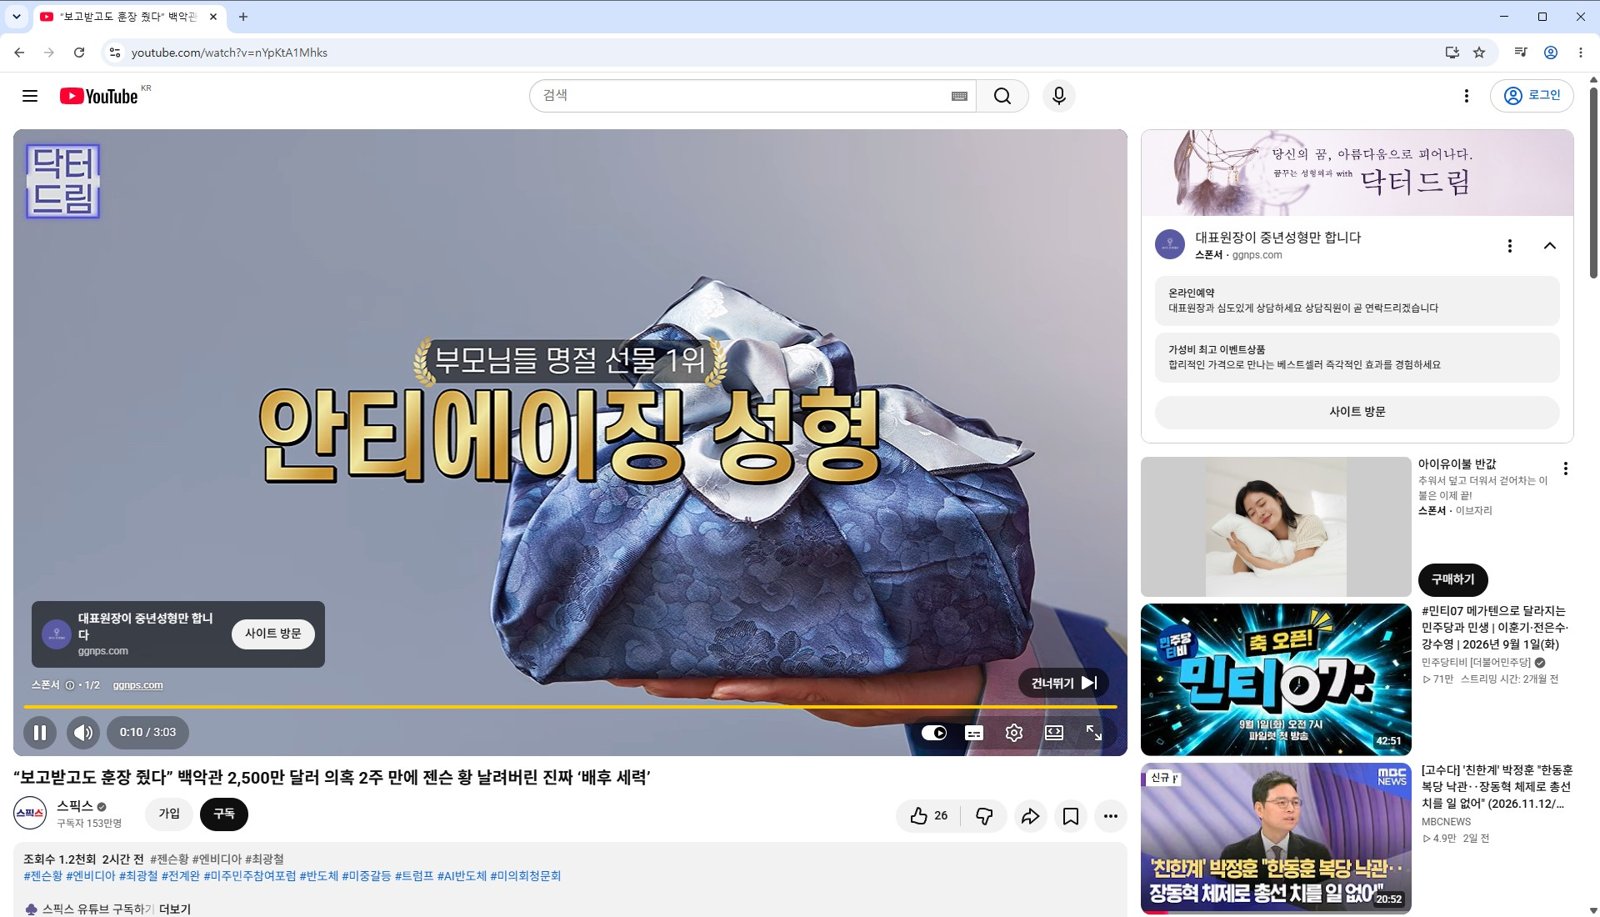 "보고받고도 훈장 줬다" 백악관
youtube.com/watch?v=nYpKtA1Mhks
YouTube KR
검색
로그인
닥터
드림
부모님들 명절 선물 1위
안티에이징 성형
대표원장이 중년성형만 합니
다
ggnps.com
사이트 방문
스폰서 · 1/2 ggnps.com
건너뛰기
0:10 / 3:03
“보고받고도 훈장 줬다” 백악관 2,500만 달러 의혹 2주 만에 젠슨 황 날려버린 진짜 ‘배후 세력’
스픽스
스픽스
구독자 153만명
가입
구독
26
조회수 1.2천회 2시간 전 #젠슨황 #엔비디아 #최광철
#젠슨황 #엔비디아 #최광철 #전계완 #미주민주참여포럼 #반도체 #미중갈등 #트럼프 #AI반도체 #미의회청문회
스픽스 유튜브 구독하기 더보기
당신의 꿈, 아름다움으로 피어나다.
꿈꾸는 성형외과 with 닥터드림
대표원장이 중년성형만 합니다
스폰서 · ggnps.com
온라인예약
대표원장과 심도있게 상담하세요 상담직원이 곧 연락드리겠습니다
가성비 최고 이벤트상품
합리적인 가격으로 만나는 베스트셀러 즉각적인 효과를 경험하세요
사이트 방문
아이유이불 반값
추워서 덮고 더워서 걷어차는 이
불은 이제 끝!
스폰서 · 이브자리
구매하기
민주당
티비
축 오픈!
민티07:
9월 1일(화) 오전 7시
파일럿 첫 방송
42:51
#민티07 메가텐으로 달라지는
민주당과 민생 | 이훈기·전은수·
강수영 | 2026년 9월 1일(화)
민주당티비 [더불어민주당]
71만 스트리밍 시간: 2개월 전
신규
MBC
NEWS
'친한계' 박정훈 "한동훈 복당 낙관‥
장동혁 체제로 총선 치를 일 없어"
20:52
[고수다] '친한계' 박정훈 "한동훈
복당 낙관‥장동혁 체제로 총선
치를 일 없어" (2026.11.12/…
MBCNEWS
4.9만 2일 전